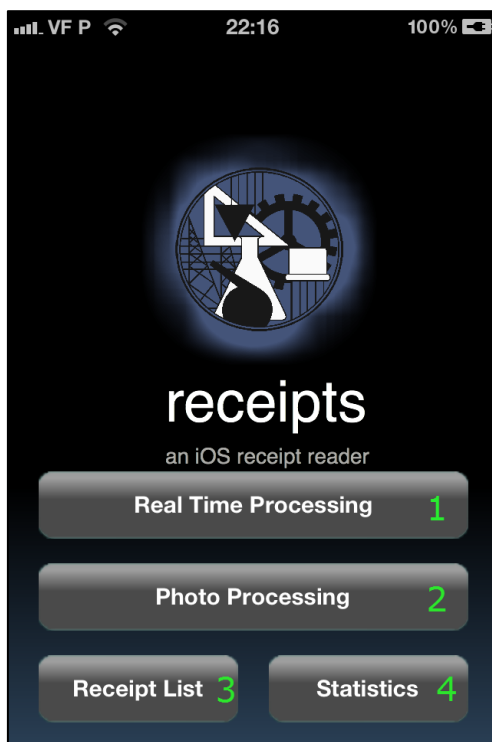 VF P 22:16 100%
receipts
an iOS receipt reader
Real Time Processing 1
Photo Processing 2
Receipt List 3 Statistics 4